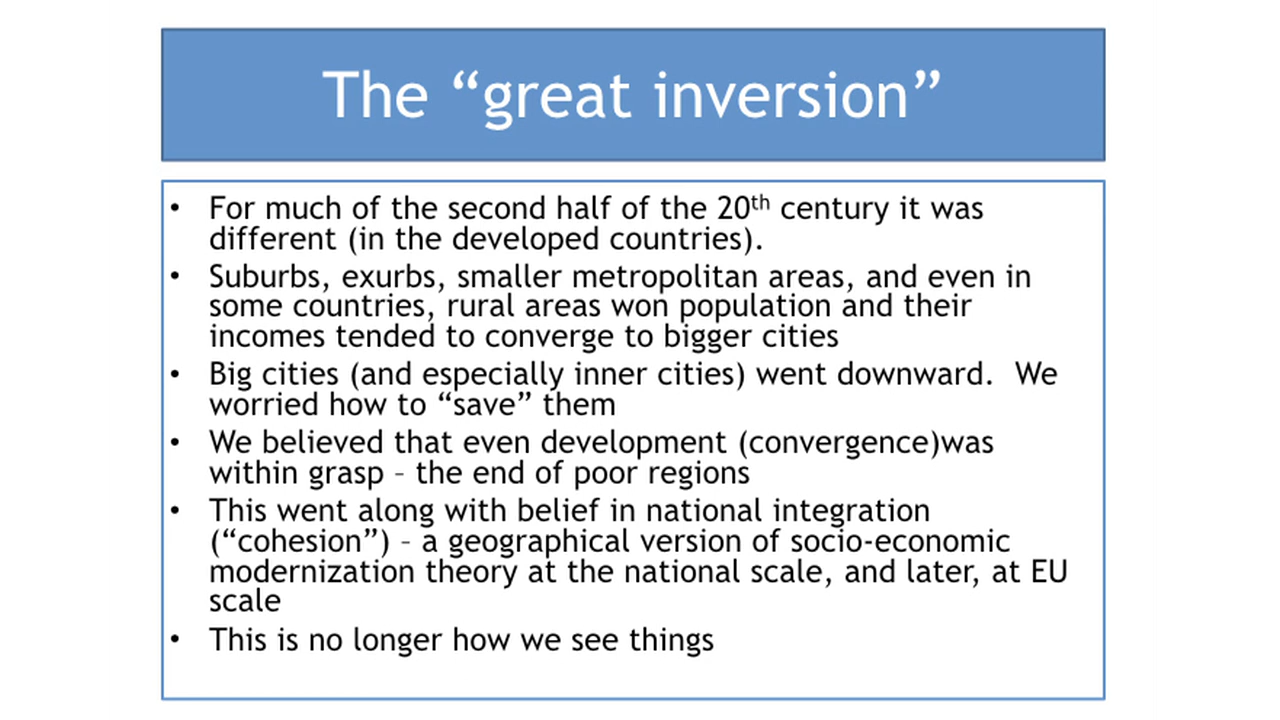 The “great inversion”
• For much of the second half of the 20th century it was
different (in the developed countries).
• Suburbs, exurbs, smaller metropolitan areas, and even in
some countries, rural areas won population and their
incomes tended to converge to bigger cities
• Big cities (and especially inner cities) went downward.  We
worried how to “save” them
• We believed that even development (convergence)was
within grasp – the end of poor regions
• This went along with belief in national integration
(“cohesion”) – a geographical version of socio-economic
modernization theory at the national scale, and later, at EU
scale
• This is no longer how we see things